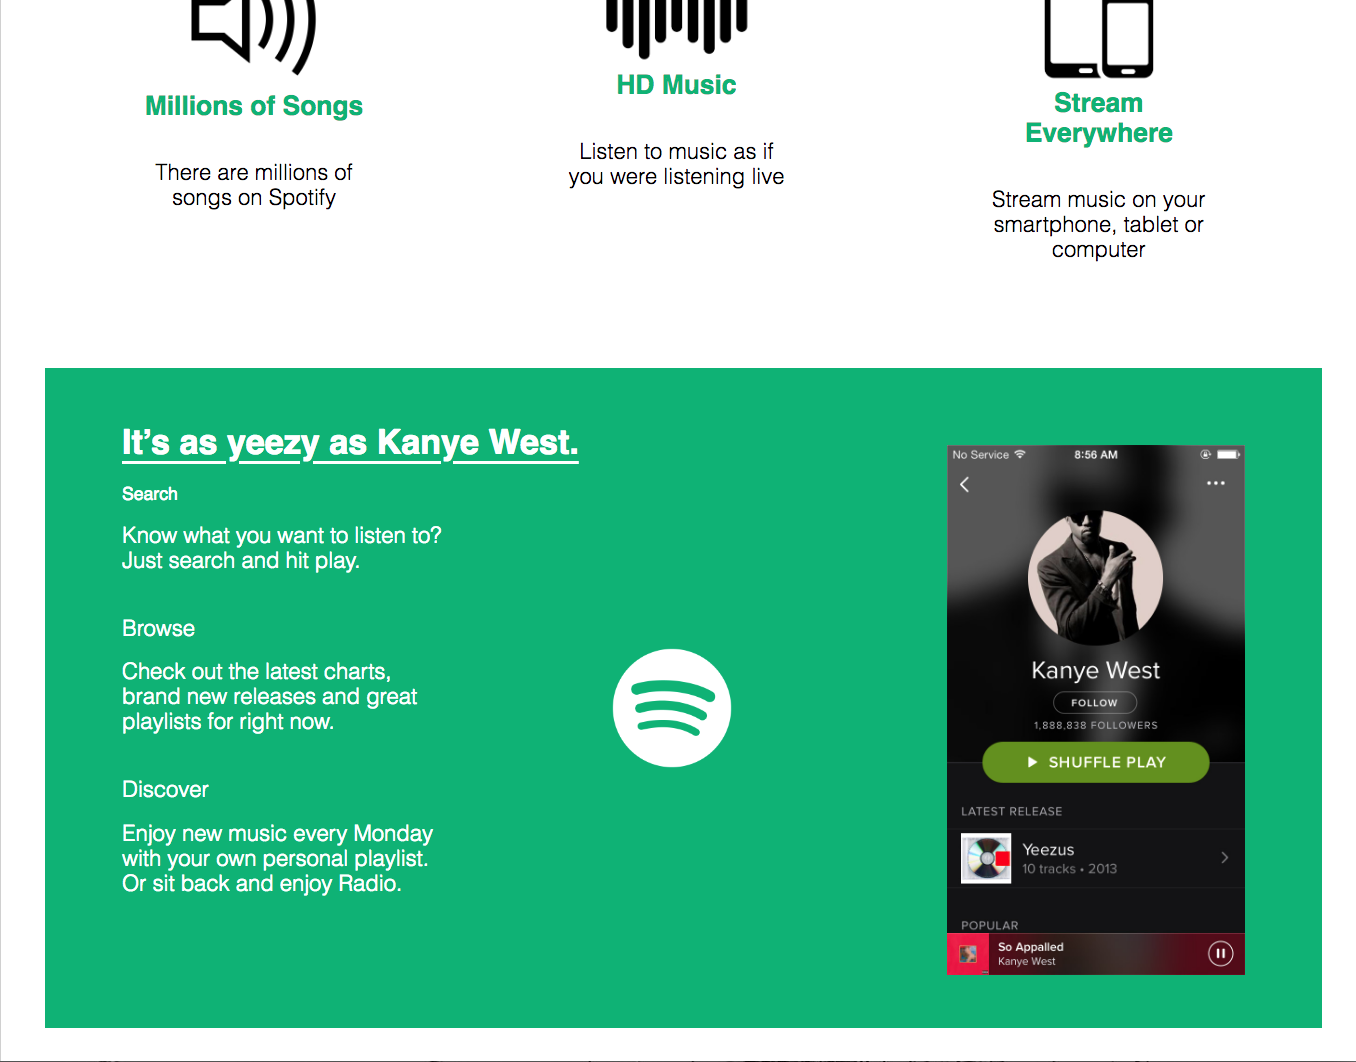 Millions of Songs
There are millions of
songs on Spotify
HD Music
Listen to music as if
you were listening live
Stream
Everywhere
Stream music on your
smartphone, tablet or
computer
It’s as yeezy as Kanye West.
Search
Know what you want to listen to?
Just search and hit play.
Browse
Check out the latest charts,
brand new releases and great
playlists for right now.
Discover
Enjoy new music every Monday
with your own personal playlist.
Or sit back and enjoy Radio.
No Service 8:56 AM
Kanye West
FOLLOW
1,888,838 FOLLOWERS
SHUFFLE PLAY
LATEST RELEASE
Yeezus
10 tracks • 2013
POPULAR
So Appalled
Kanye West